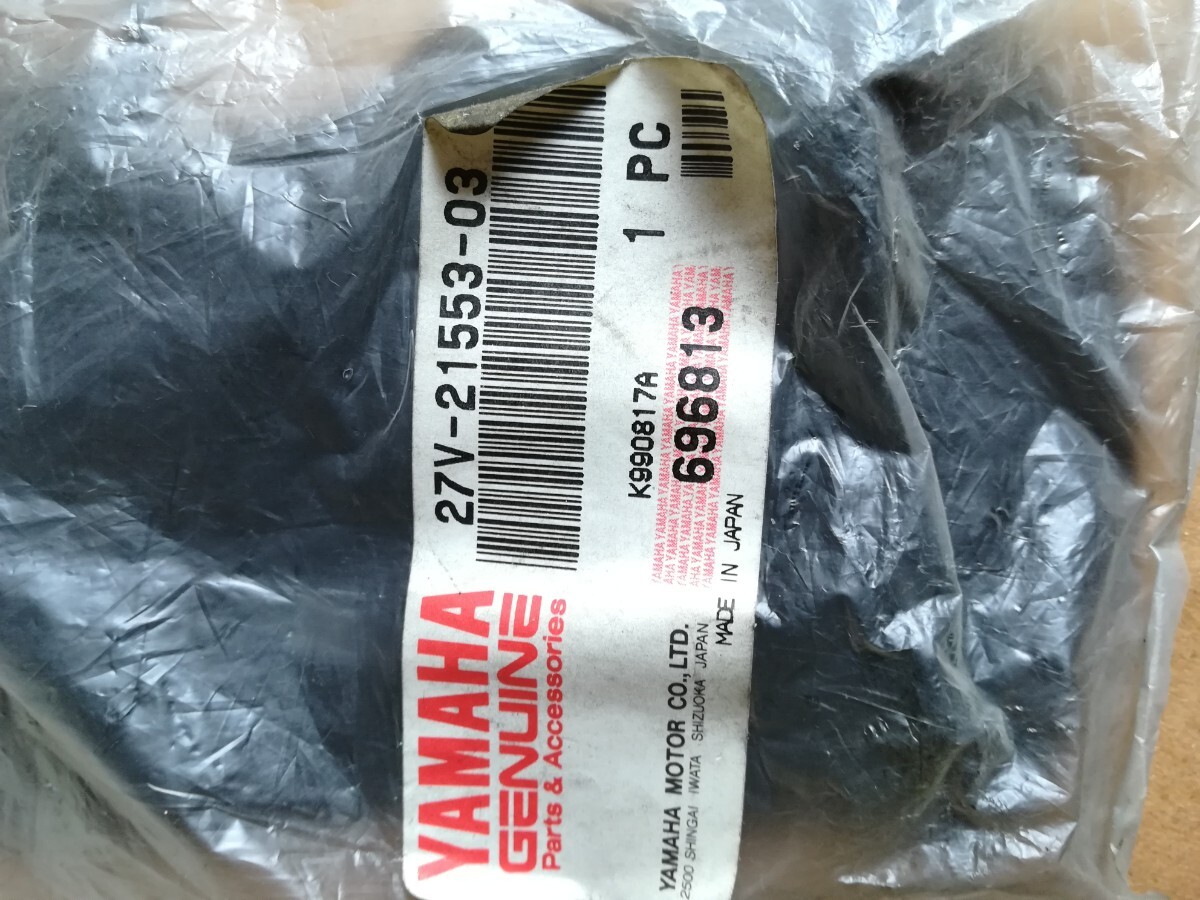 YAMAHA
GENUINE
Parts & Accessories
27V-21553-03
1 PC
K990817A
696813
MADE IN JAPAN
YAMAHA MOTOR CO., LTD.
2500 SHINGAI IWATA SHIZUOKA JAPAN